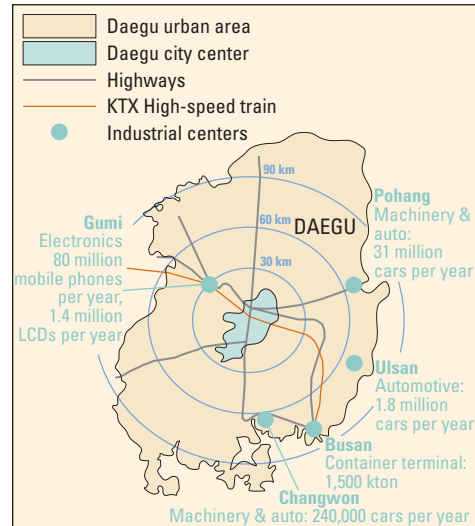 Daegu urban area
Daegu city center
Highways
KTX High-speed train
Industrial centers
90 km
60 km
30 km
DAEGU
Gumi
Electronics
80 million
mobile phones
per year,
1.4 million
LCDs per year
Pohang
Machinery &
auto:
31 million
cars per year
Ulsan
Automotive:
1.8 million
cars per year
Busan
Container terminal:
1,500 kton
Changwon
Machinery & auto: 240,000 cars per year